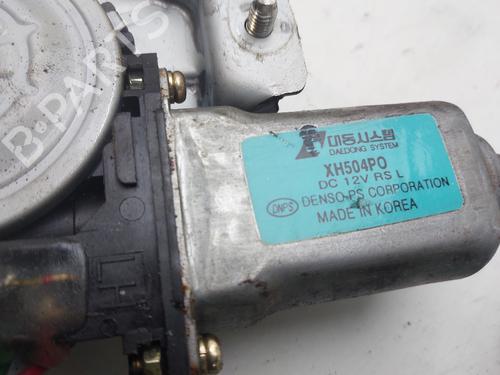 B-PARTS
대동시스템
DAEDONG SYSTEM
XH504PO
DC 12V RS L
DNPS
DENSO-PS CORPORATION
MADE IN KOREA
LH